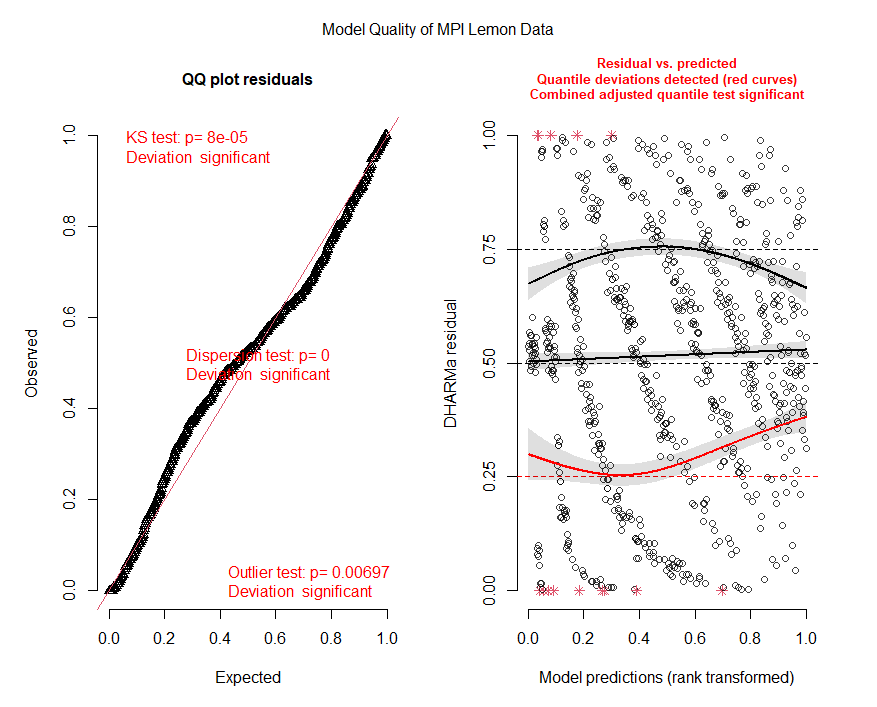 Model Quality of MPI Lemon Data
QQ plot residuals
KS test: p= 8e-05
Deviation significant
Dispersion test: p= 0
Deviation significant
Outlier test: p= 0.00697
Deviation significant
Observed
0.0
0.2
0.4
0.6
0.8
1.0
0.0
0.2
0.4
0.6
0.8
1.0
Expected
Residual vs. predicted
Quantile deviations detected (red curves)
Combined adjusted quantile test significant
DHARMa residual
0.00
0.25
0.50
0.75
1.00
0.0
0.2
0.4
0.6
0.8
1.0
Model predictions (rank transformed)